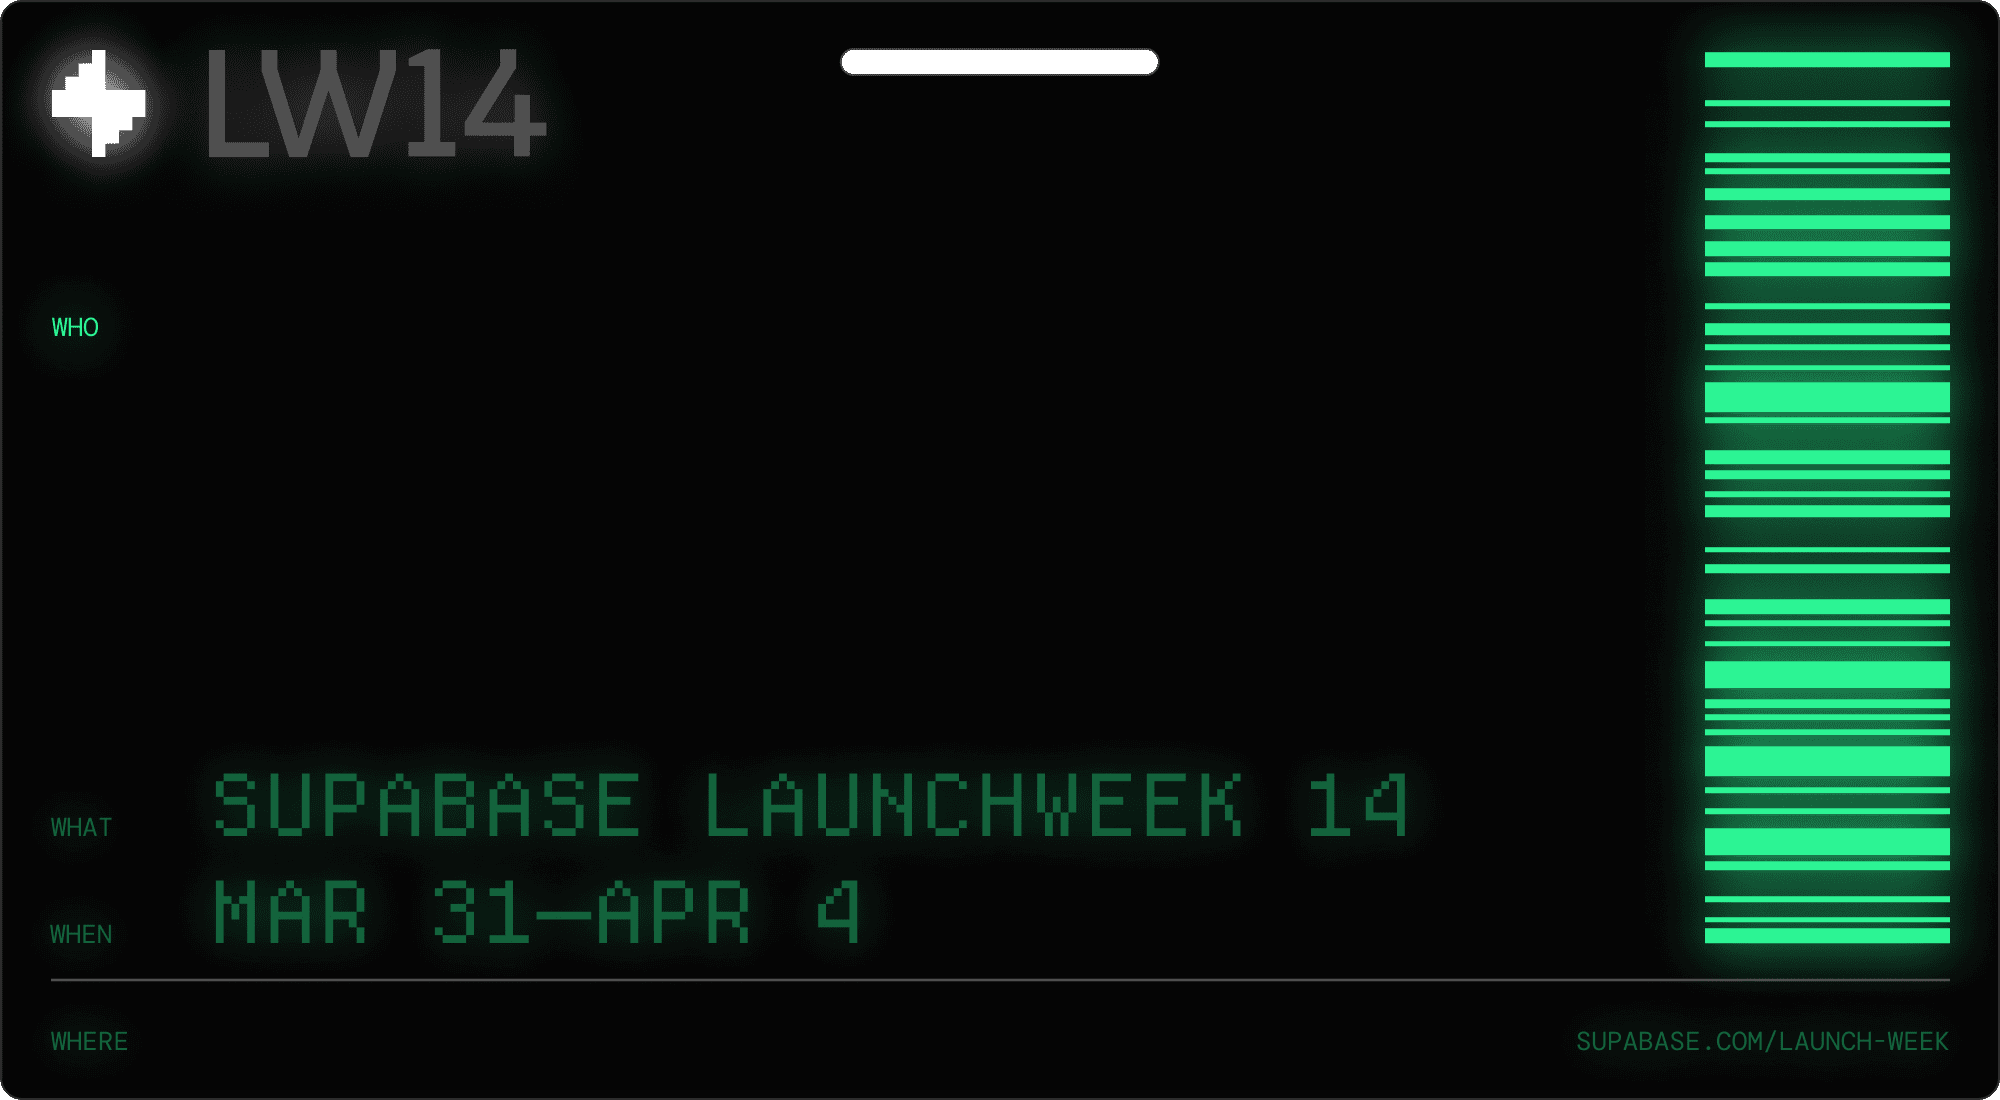 LW14
WHO
WHAT SUPABASE LAUNCHWEEK 14
WHEN MAR 31—APR 4
WHERE SUPABASE.COM/LAUNCH-WEEK